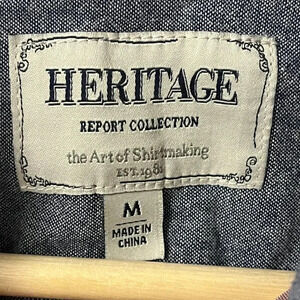 HERITAGE
REPORT COLLECTION
the Art of Shirtmaking
EST. 1981
M
MADE IN
CHINA